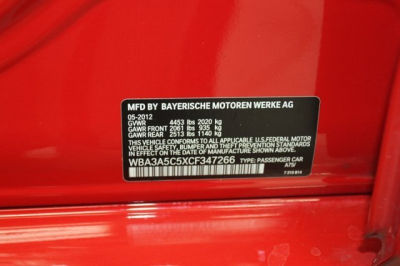 MFD BY BAYERISCHE MOTOREN WERKE AG
05-2012
GVWR 4453 lbs 2020 kg
GAWR FRONT 2061 lbs 935 kg
GAWR REAR 2513 lbs 1140 kg
THIS VEHICLE CONFORMS TO ALL APPLICABLE U.S. FEDERAL MOTOR
VEHICLE SAFETY, BUMPER AND THEFT PREVENTION STANDARDS
IN EFFECT ON THE DATE OF MANUFACTURE SHOWN ABOVE.
WBA3A5C5XCF347266 TYPE: PASSENGER CAR
A75/